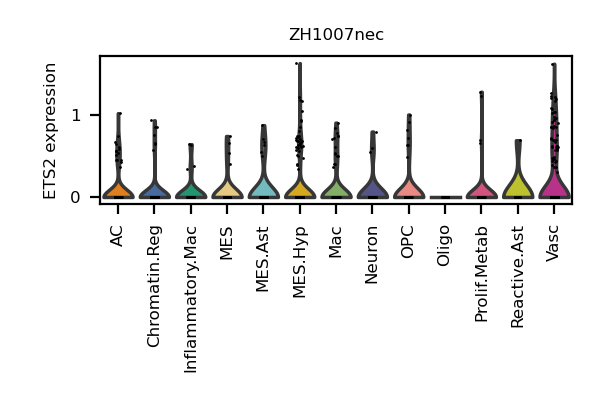 ZH1007nec
ETS2 expression
1
0
AC
Chromatin.Reg
Inflammatory.Mac
MES
MES.Ast
MES.Hyp
Mac
Neuron
OPC
Oligo
Prolif.Metab
Reactive.Ast
Vasc